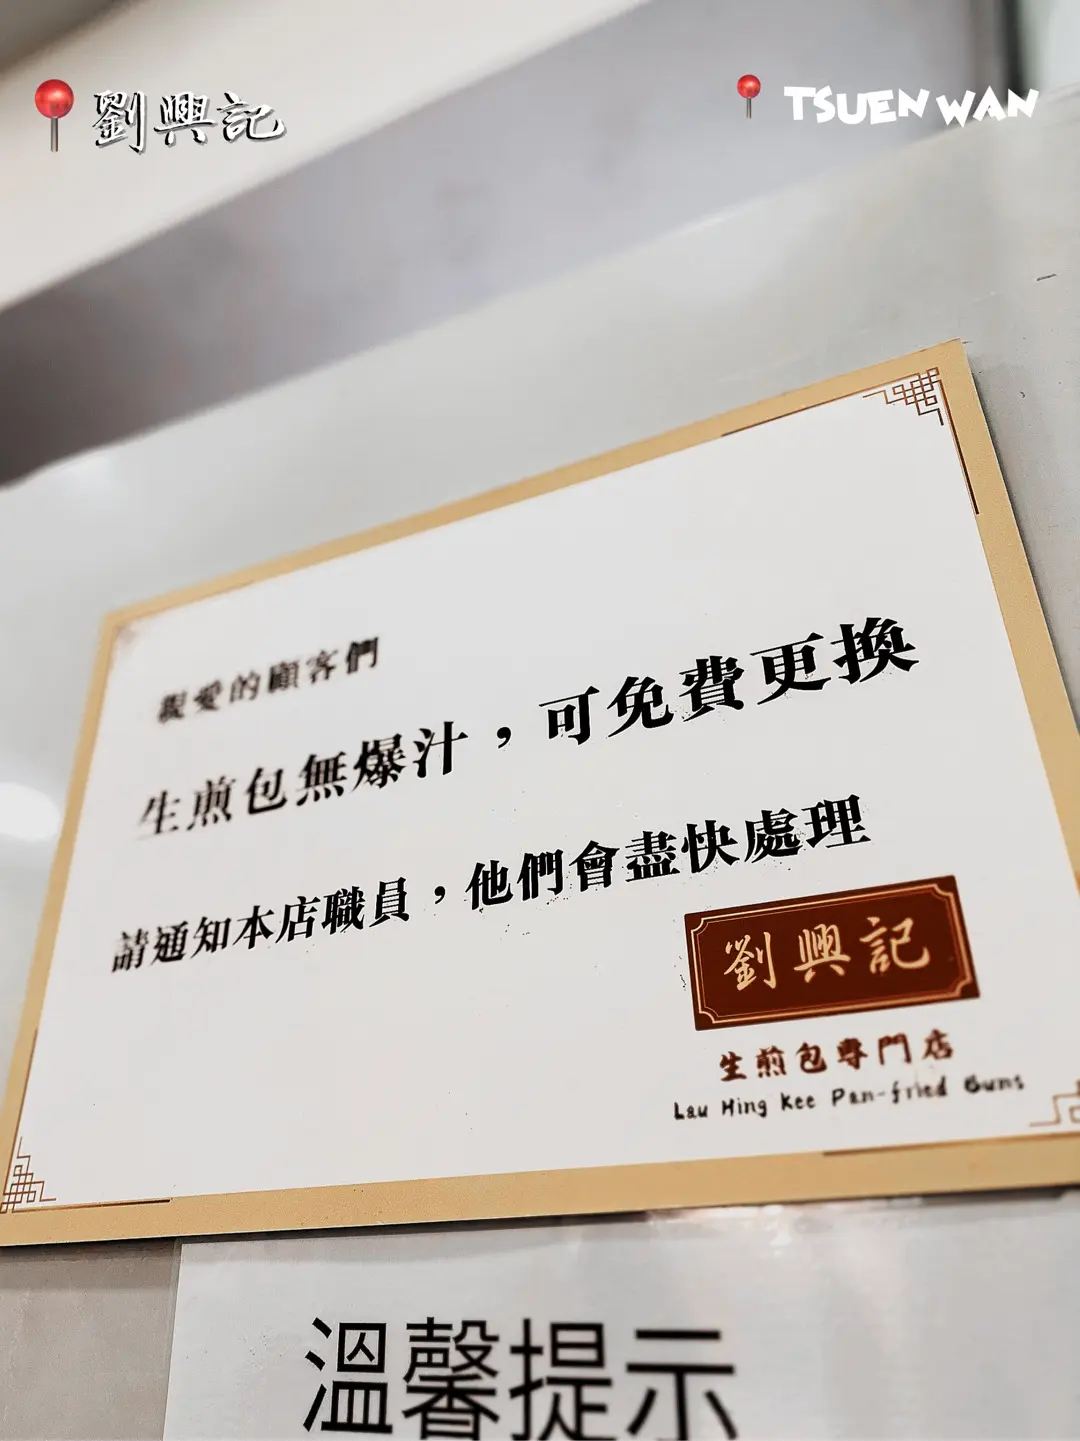 劉興記
TSUEN WAN
親愛的顧客們
生煎包無爆汁，可免費更換
請通知本店職員，他們會盡快處理
劉興記
生煎包專門店
Lau Hing Kee Pan-fried Buns
溫馨提示